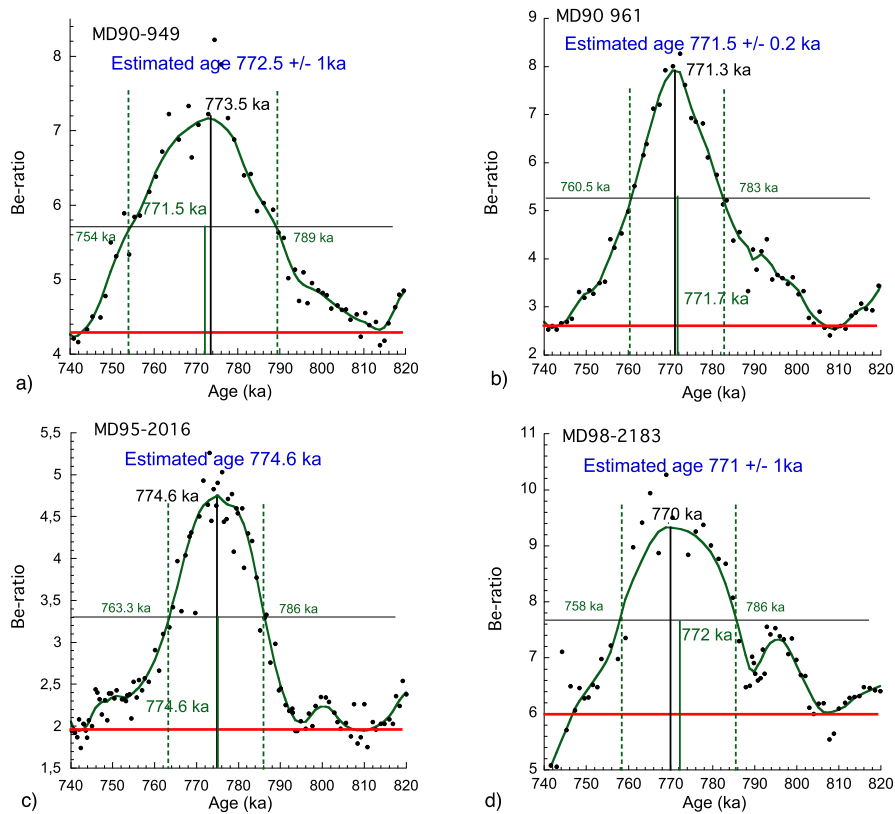 MD90-949
Estimated age 772.5 +/- 1ka
773.5 ka
771.5 ka
754 ka
789 ka
Be-ratio
8
7
6
5
4
740 750 760 770 780 790 800 810 820
Age (ka)
a)
MD90 961
Estimated age 771.5 +/- 0.2 ka
771.3 ka
760.5 ka
783 ka
771.7 ka
Be-ratio
9
8
7
6
5
4
3
2
740 750 760 770 780 790 800 810 820
Age (ka)
b)
MD95-2016
Estimated age 774.6 ka
774.6 ka
763.3 ka
786 ka
774.6 ka
Be-ratio
5,5
5
4,5
4
3,5
3
2,5
2
1,5
740 750 760 770 780 790 800 810 820
Age (ka)
c)
MD98-2183
Estimated age 771 +/- 1ka
770 ka
758 ka
786 ka
772 ka
Be-ratio
11
10
9
8
7
6
5
740 750 760 770 780 790 800 810 820
Age (ka)
d)